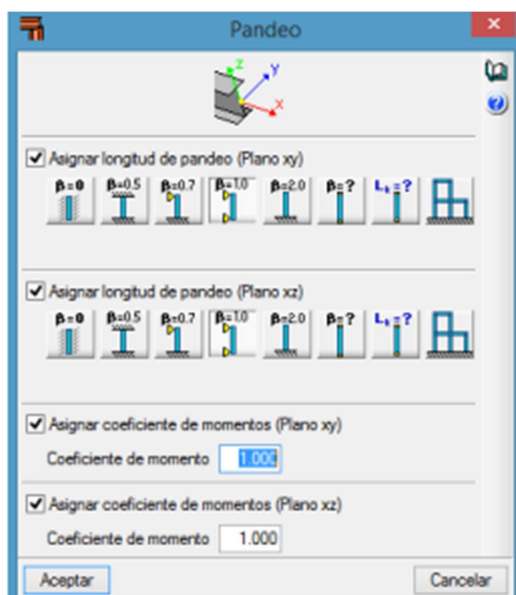 Pandeo
Z
Y
X
Asignar longitud de pandeo (Plano xy)
β=0 β=0.5 β=0.7 β=1.0 β=2.0 β=? Lk=?
Asignar longitud de pandeo (Plano xz)
β=0 β=0.5 β=0.7 β=1.0 β=2.0 β=? Lk=?
Asignar coeficiente de momentos (Plano xy)
Coeficiente de momento 1.000
Asignar coeficiente de momentos (Plano xz)
Coeficiente de momento 1.000
Aceptar Cancelar